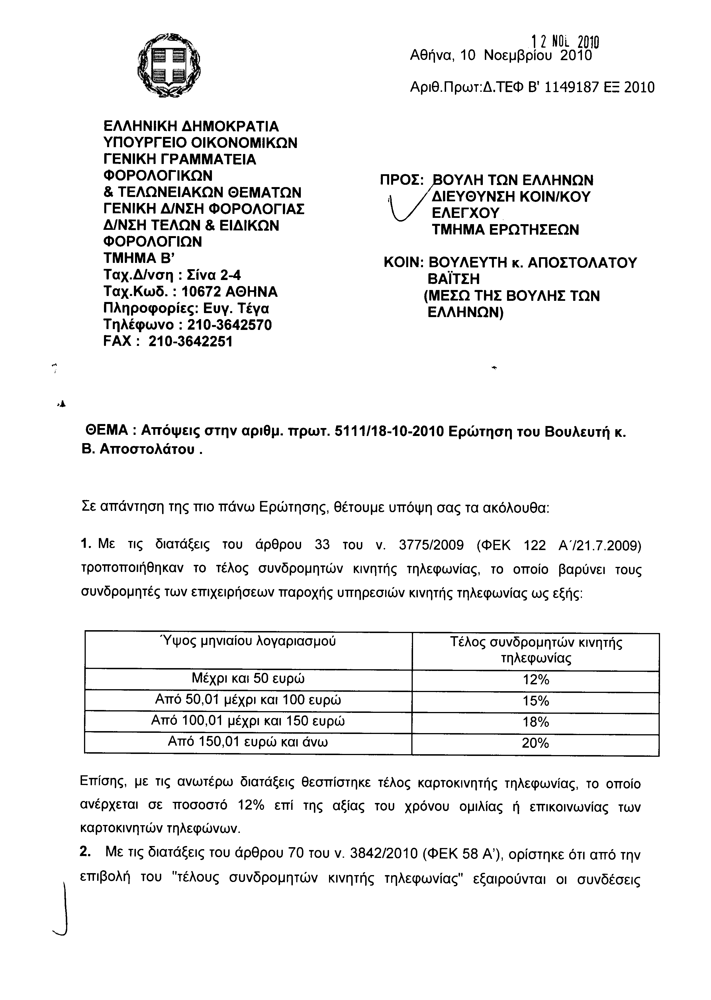 12 ΝΟΕ 2010
Αθήνα, 10 Νοεμβρίου 2010
Αριθ.Πρωτ:Δ.ΤΕΦ Β' 1149187 ΕΞ 2010
ΕΛΛΗΝΙΚΗ ΔΗΜΟΚΡΑΤΙΑ
ΥΠΟΥΡΓΕΙΟ ΟΙΚΟΝΟΜΙΚΩΝ
ΓΕΝΙΚΗ ΓΡΑΜΜΑΤΕΙΑ
ΦΟΡΟΛΟΓΙΚΩΝ
& ΤΕΛΩΝΕΙΑΚΩΝ ΘΕΜΑΤΩΝ
ΓΕΝΙΚΗ Δ/ΝΣΗ ΦΟΡΟΛΟΓΙΑΣ
Δ/ΝΣΗ ΤΕΛΩΝ & ΕΙΔΙΚΩΝ
ΦΟΡΟΛΟΓΙΩΝ
ΤΜΗΜΑ Β’
Ταχ.Δ/νση : Σίνα 2-4
Ταχ.Κωδ. : 10672 ΑΘΗΝΑ
Πληροφορίες: Ευγ. Τέγα
Τηλέφωνο : 210-3642570
FAX : 210-3642251
ΠΡΟΣ: ΒΟΥΛΗ ΤΩΝ ΕΛΛΗΝΩΝ
ΔΙΕΥΘΥΝΣΗ ΚΟΙΝ/ΚΟΥ
ΕΛΕΓΧΟΥ
ΤΜΗΜΑ ΕΡΩΤΗΣΕΩΝ
ΚΟΙΝ: ΒΟΥΛΕΥΤΗ κ. ΑΠΟΣΤΟΛΑΤΟΥ
ΒΑΪΤΣΗ
(ΜΕΣΩ ΤΗΣ ΒΟΥΛΗΣ ΤΩΝ
ΕΛΛΗΝΩΝ)
ΘΕΜΑ : Απόψεις στην αριθμ. πρωτ. 5111/18-10-2010 Ερώτηση του Βουλευτή κ.
Β. Αποστολάτου .
Σε απάντηση της πιο πάνω Ερώτησης, θέτουμε υπόψη σας τα ακόλουθα:
1. Με τις διατάξεις του άρθρου 33 του ν. 3775/2009 (ΦΕΚ 122 Α΄/21.7.2009)
τροποποιήθηκαν το τέλος συνδρομητών κινητής τηλεφωνίας, το οποίο βαρύνει τους
συνδρομητές των επιχειρήσεων παροχής υπηρεσιών κινητής τηλεφωνίας ως εξής:
Ύψος μηνιαίου λογαριασμού
Τέλος συνδρομητών κινητής
τηλεφωνίας
Μέχρι και 50 ευρώ
12%
Από 50,01 μέχρι και 100 ευρώ
15%
Από 100,01 μέχρι και 150 ευρώ
18%
Από 150,01 ευρώ και άνω
20%
Επίσης, με τις ανωτέρω διατάξεις θεσπίστηκε τέλος καρτοκινητής τηλεφωνίας, το οποίο
ανέρχεται σε ποσοστό 12% επί της αξίας του χρόνου ομιλίας ή επικοινωνίας των
καρτοκινητών τηλεφώνων.
2. Με τις διατάξεις του άρθρου 70 του ν. 3842/2010 (ΦΕΚ 58 Α’), ορίστηκε ότι από την
επιβολή του "τέλους συνδρομητών κινητής τηλεφωνίας" εξαιρούνται οι συνδέσεις